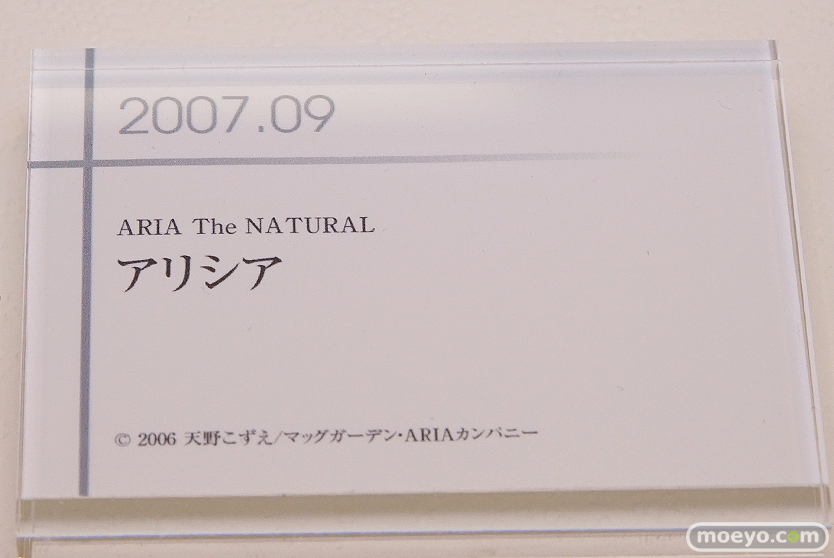 2007.09
ARIA The NATURAL
アリシア
© 2006 天野こずえ/マッグガーデン・ARIAカンパニー
moeyo.com